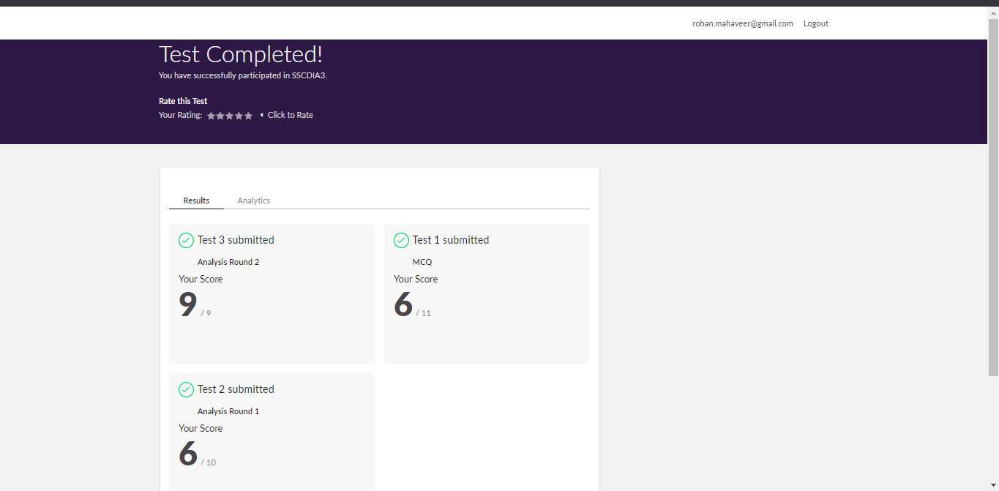 rohan.mahaveer@gmail.com Logout
Test Completed!
You have successfully participated in SSCDIA3.
Rate this Test
Your Rating: Click to Rate
Results Analytics
Test 3 submitted
Analysis Round 2
Your Score
9 / 9
Test 1 submitted
MCQ
Your Score
6 / 11
Test 2 submitted
Analysis Round 1
Your Score
6 / 10